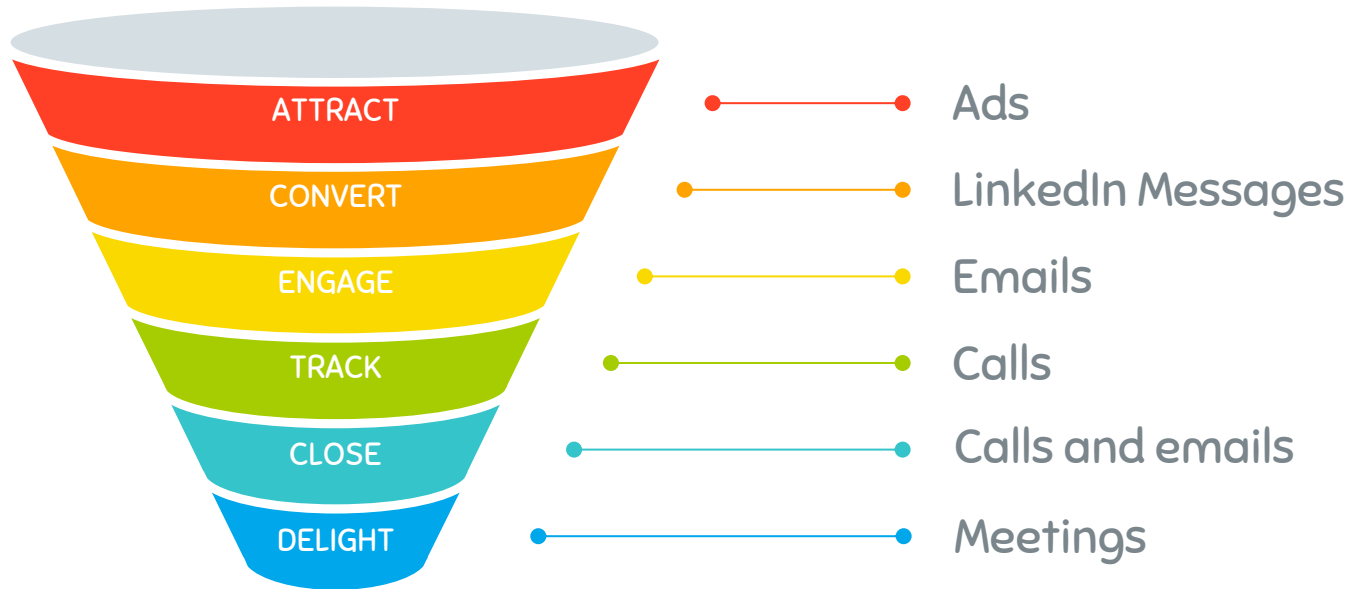 ATTRACT
Ads
CONVERT
LinkedIn Messages
ENGAGE
Emails
TRACK
Calls
CLOSE
Calls and emails
DELIGHT
Meetings